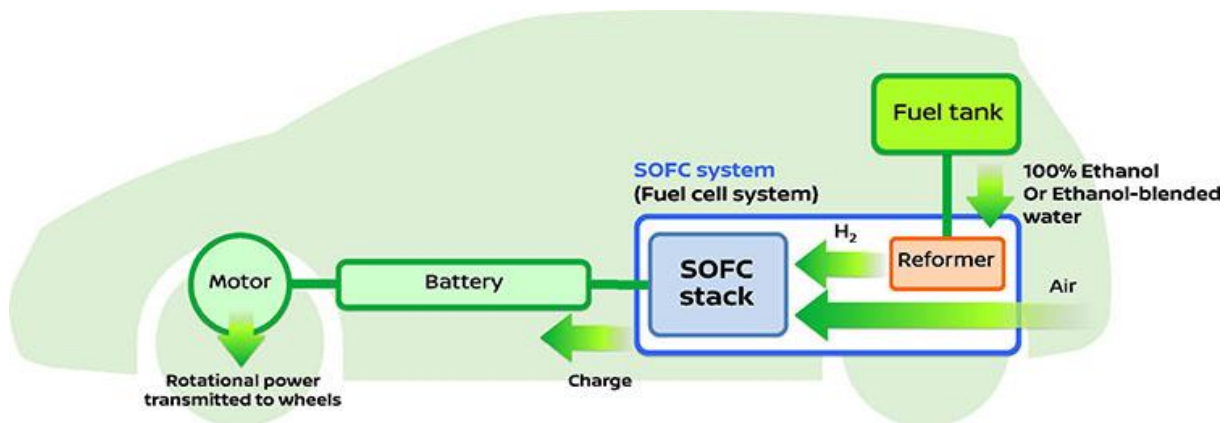 Fuel tank
SOFC system
(Fuel cell system)
100% Ethanol
Or Ethanol-blended
water
H₂
Reformer
Motor
Battery
SOFC
stack
Air
Rotational power
transmitted to wheels
Charge